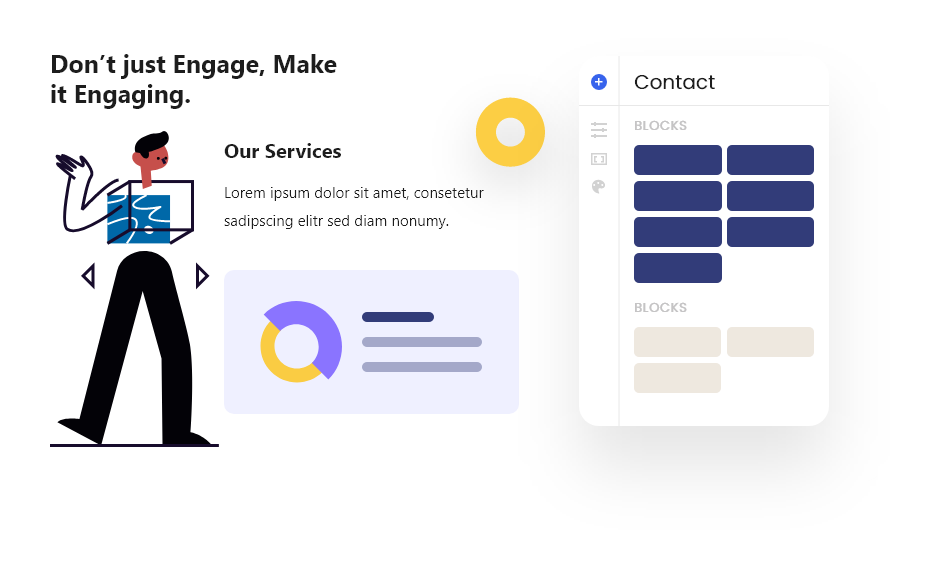 Don’t just Engage, Make
it Engaging.
Our Services
Lorem ipsum dolor sit amet, consetetur
sadipscing elitr sed diam nonumy.
Contact
BLOCKS
BLOCKS